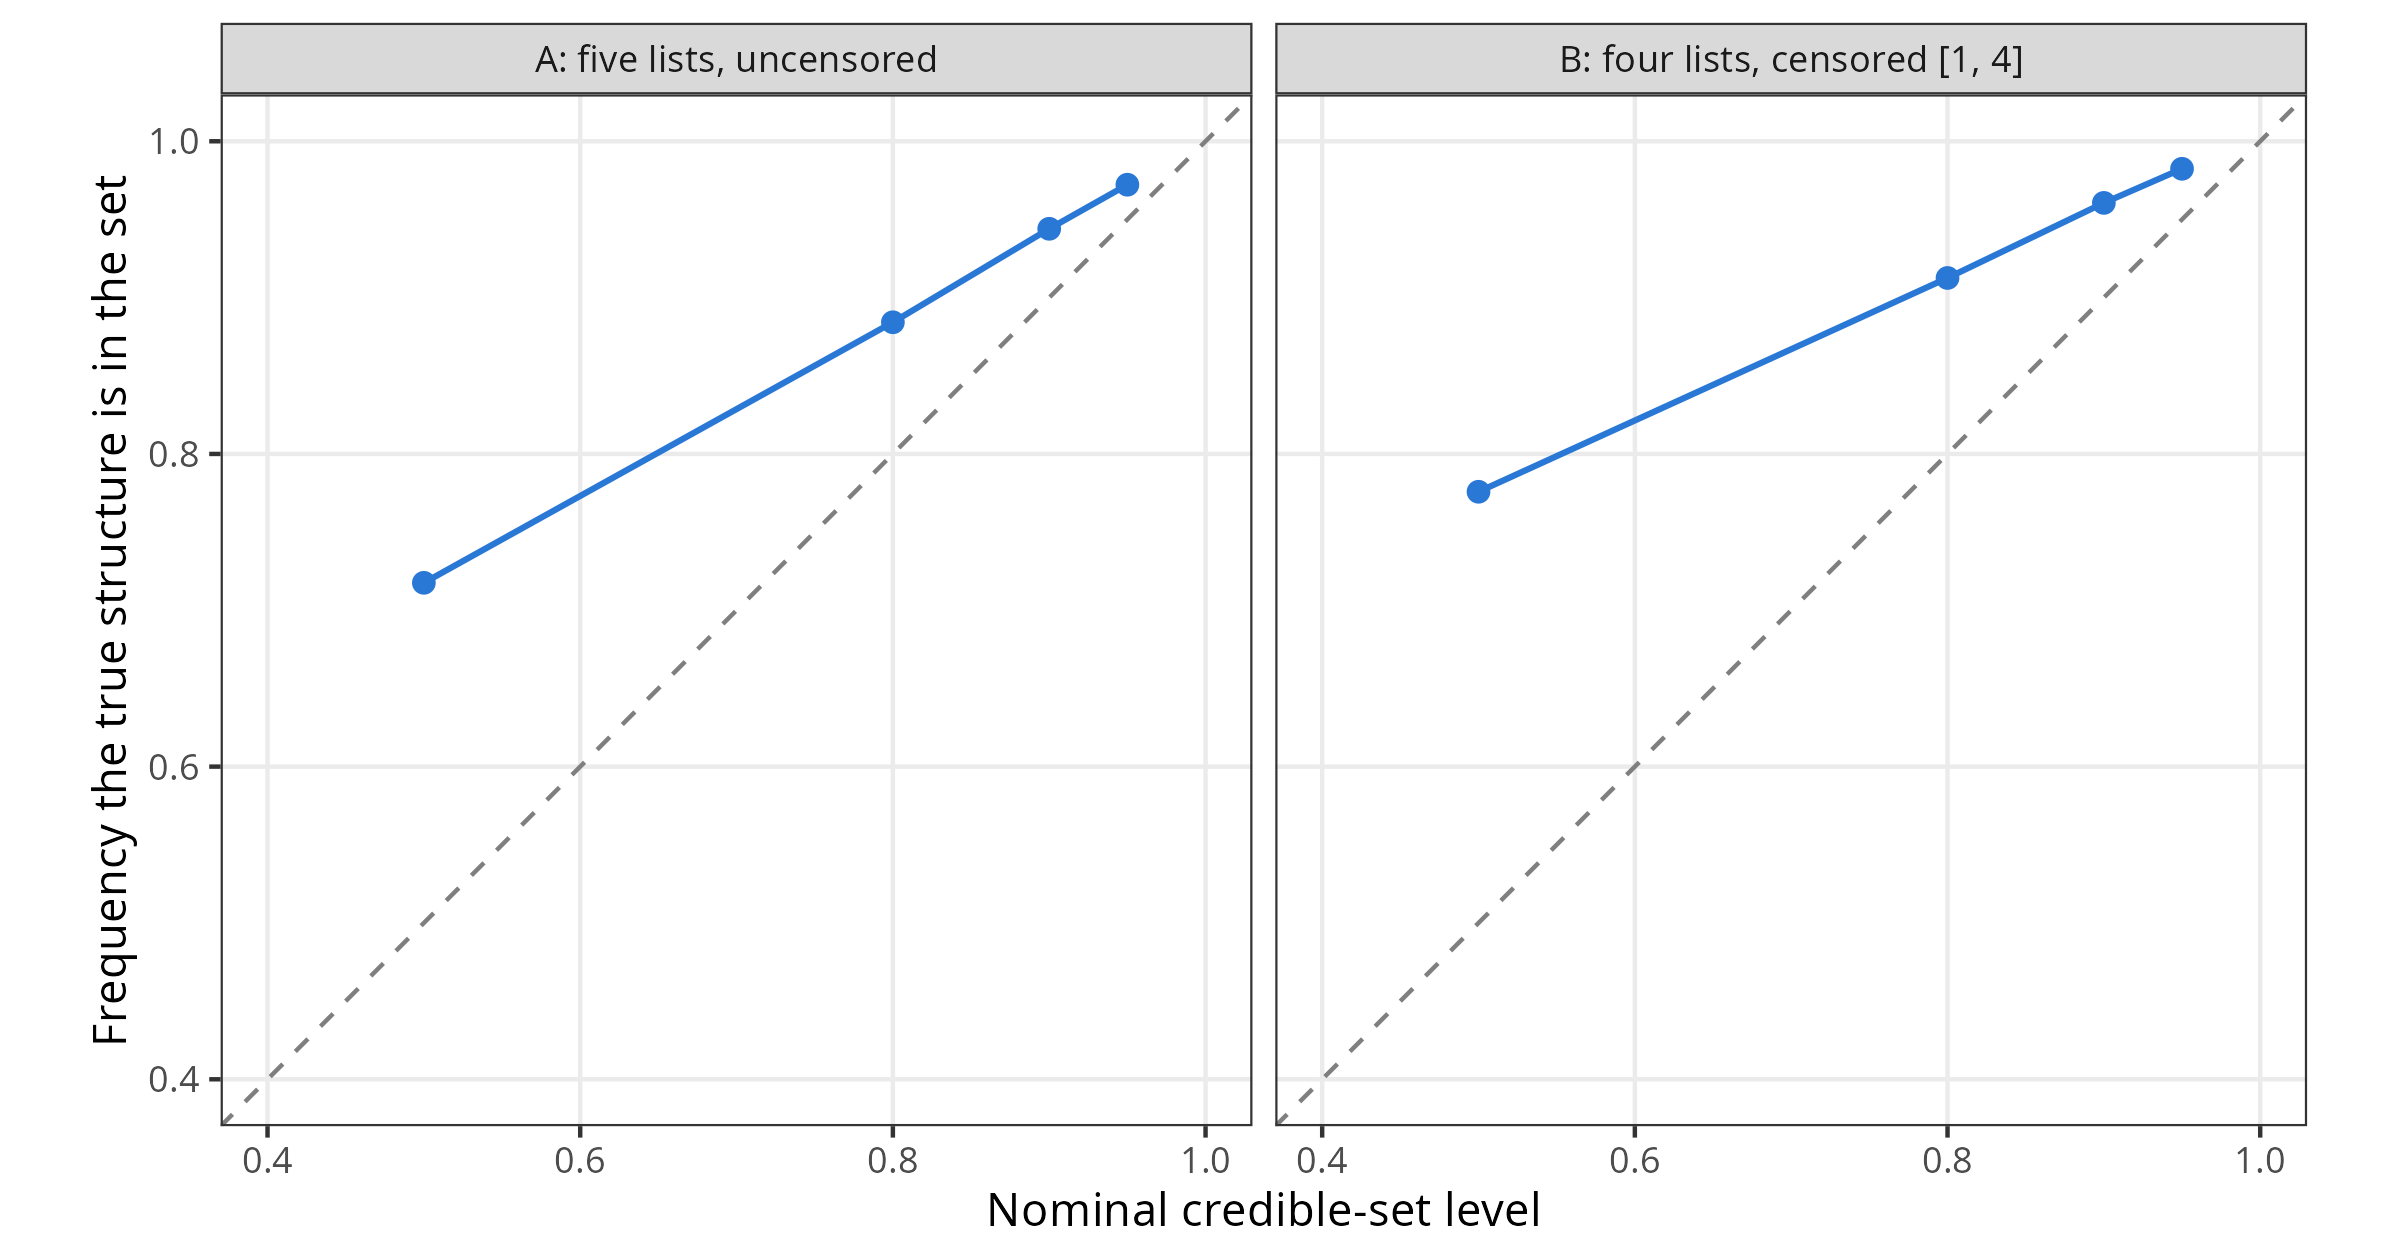 A: five lists, uncensored
B: four lists, censored [1, 4]
Frequency the true structure is in the set
1.0
0.8
0.6
0.4
0.4 0.6 0.8 1.0
0.4 0.6 0.8 1.0
Nominal credible-set level